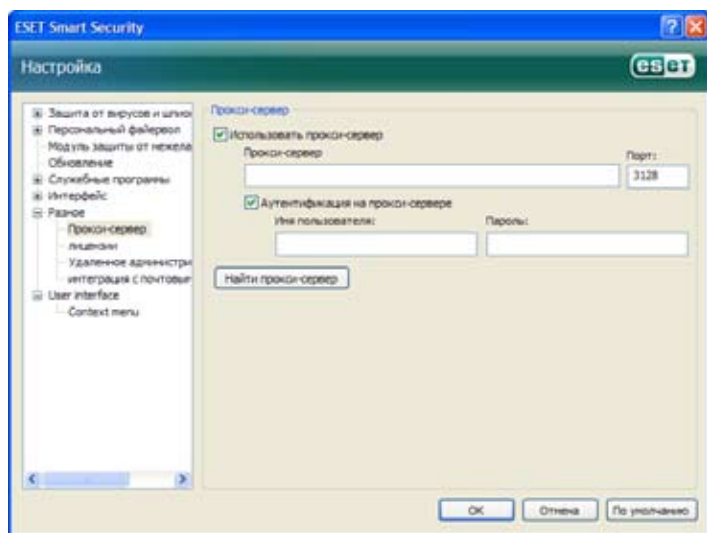 ESET Smart Security
Настройка
eset
Защита от вирусов и шпион
Персональный файервол
Модуль защиты от нежела
Обновление
Служебные программы
Интерфейс
Разное
Прокси-сервер
лицензии
Удаленное администри
интеграция с почтовым
User interface
Context menu
Прокси-сервер
Использовать прокси-сервер
Прокси-сервер
Порт:
3128
Аутентификация на прокси-сервере
Имя пользователя:
Пароль:
Найти прокси-сервер
OK
Отмена
По умолчанию